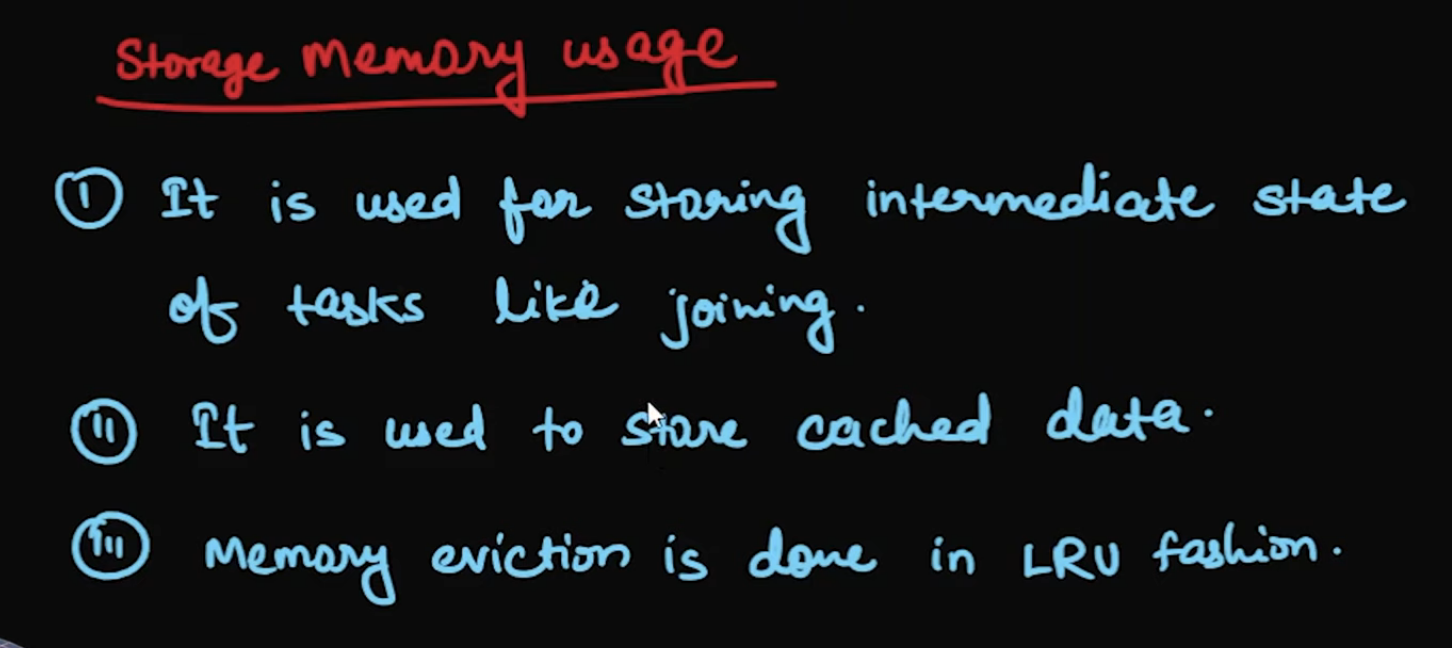 Storage Memory usage
(I) It is used for storing intermediate state
of tasks like joining.
(II) It is used to store cached data.
(III) Memory eviction is done in LRU fashion.